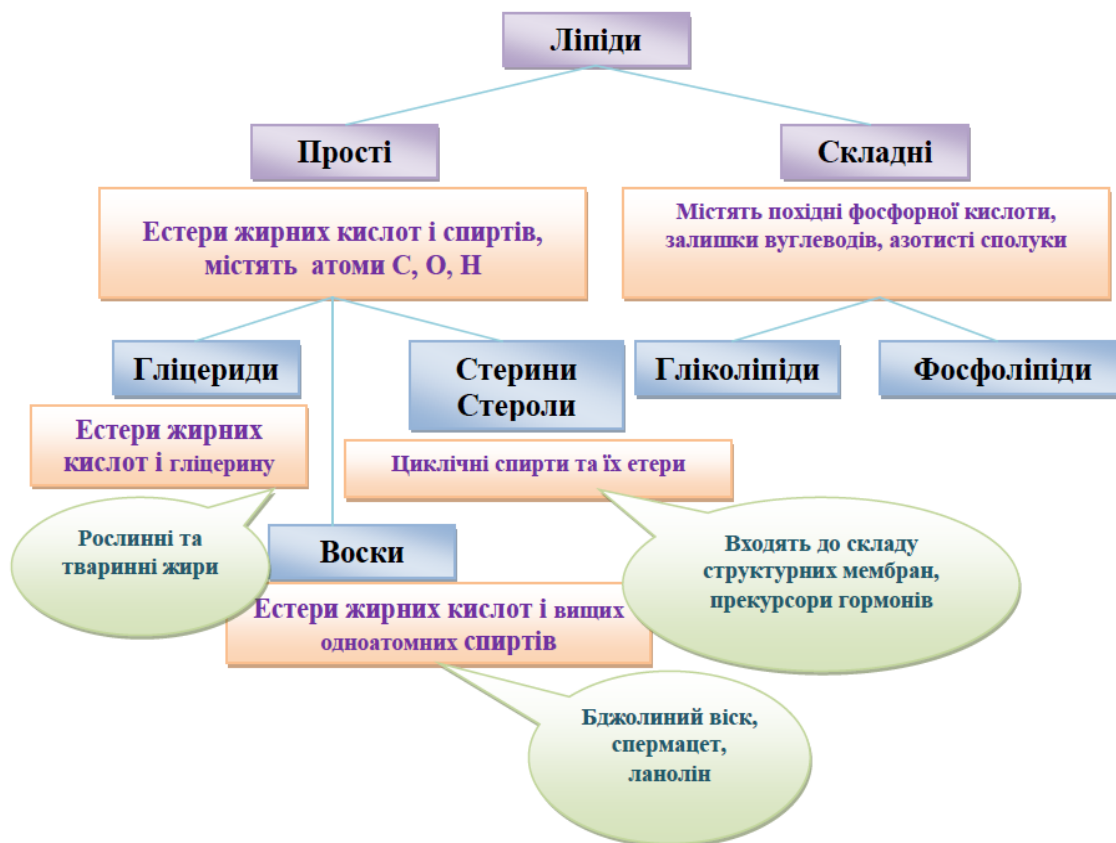 Ліпіди
Прості
Складні
Естери жирних кислот і спиртів,
містять атоми С, О, Н
Містять похідні фосфорної кислоти,
залишки вуглеводів, азотисті сполуки
Гліцериди
Стерини
Стероли
Гліколіпіди
Фосфоліпіди
Естери жирних
кислот і гліцерину
Циклічні спирти та їх етери
Рослинні та
тваринні жири
Воски
Входять до складу
структурних мембран,
прекурсори гормонів
Естери жирних кислот і вищих
одноатомних спиртів
Бджолиний віск,
спермацет,
ланолін